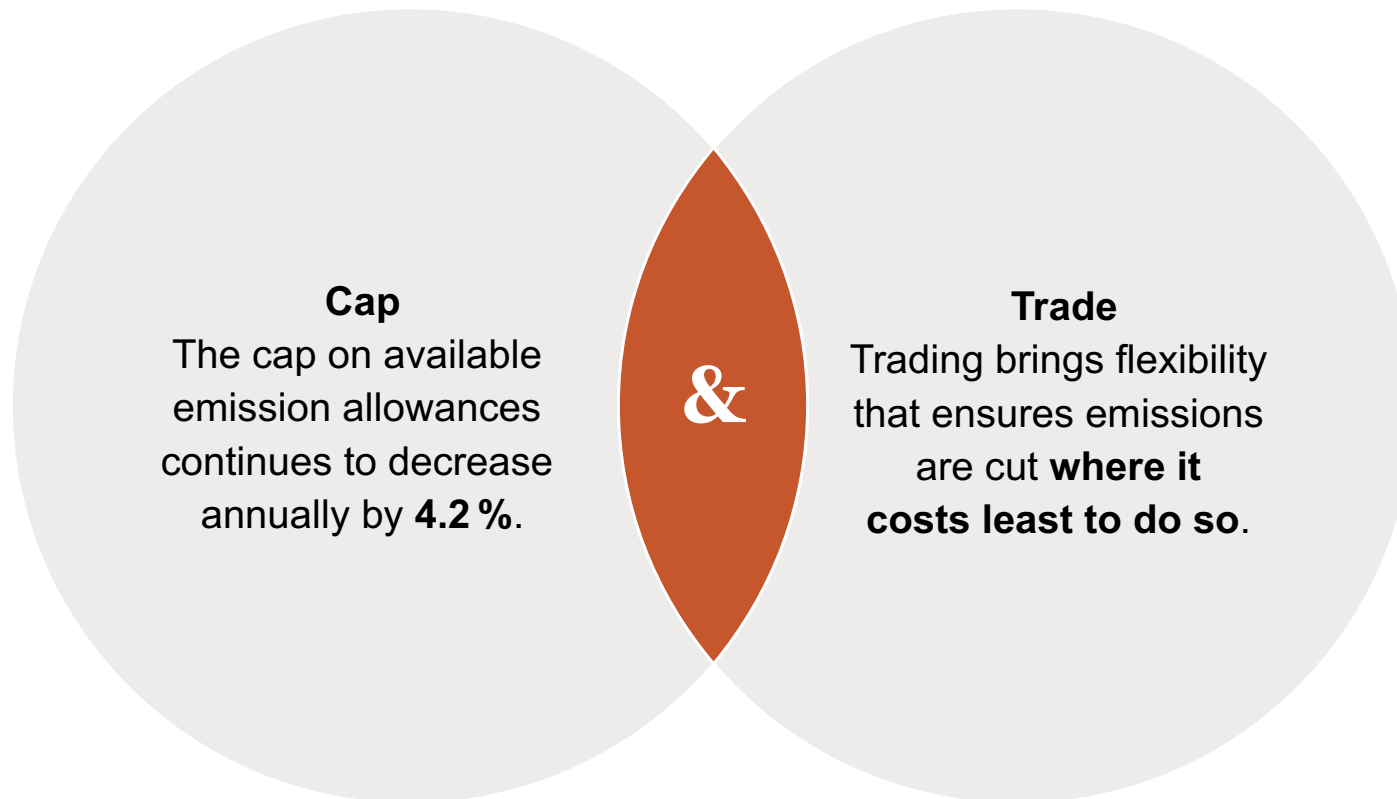 Cap
The cap on available
emission allowances
continues to decrease
annually by 4.2 %.
&
Trade
Trading brings flexibility
that ensures emissions
are cut where it
costs least to do so.